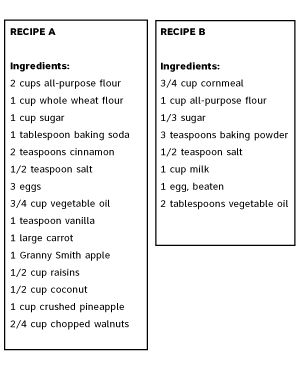 RECIPE A
Ingredients:
2 cups all-purpose flour
1 cup whole wheat flour
1 cup sugar
1 tablespoon baking soda
2 teaspoons cinnamon
1/2 teaspoon salt
3 eggs
3/4 cup vegetable oil
1 teaspoon vanilla
1 large carrot
1 Granny Smith apple
1/2 cup raisins
1/2 cup coconut
1 cup crushed pineapple
2/4 cup chopped walnuts
RECIPE B
Ingredients:
3/4 cup cornmeal
1 cup all-purpose flour
1/3 sugar
3 teaspoons baking powder
1/2 teaspoon salt
1 cup milk
1 egg, beaten
2 tablespoons vegetable oil